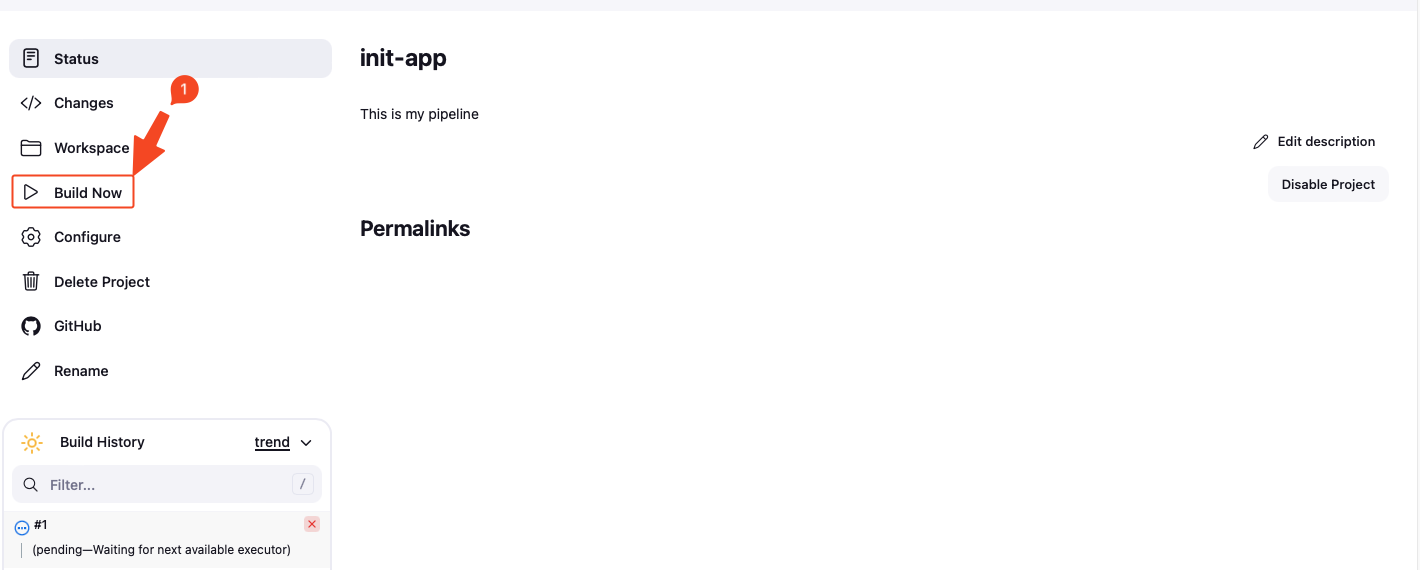 Status
Changes
1
Workspace
Build Now
Configure
Delete Project
GitHub
Rename
Build History
trend
Filter...
/
#1
(pending—Waiting for next available executor)
init-app
This is my pipeline
Edit description
Disable Project
Permalinks